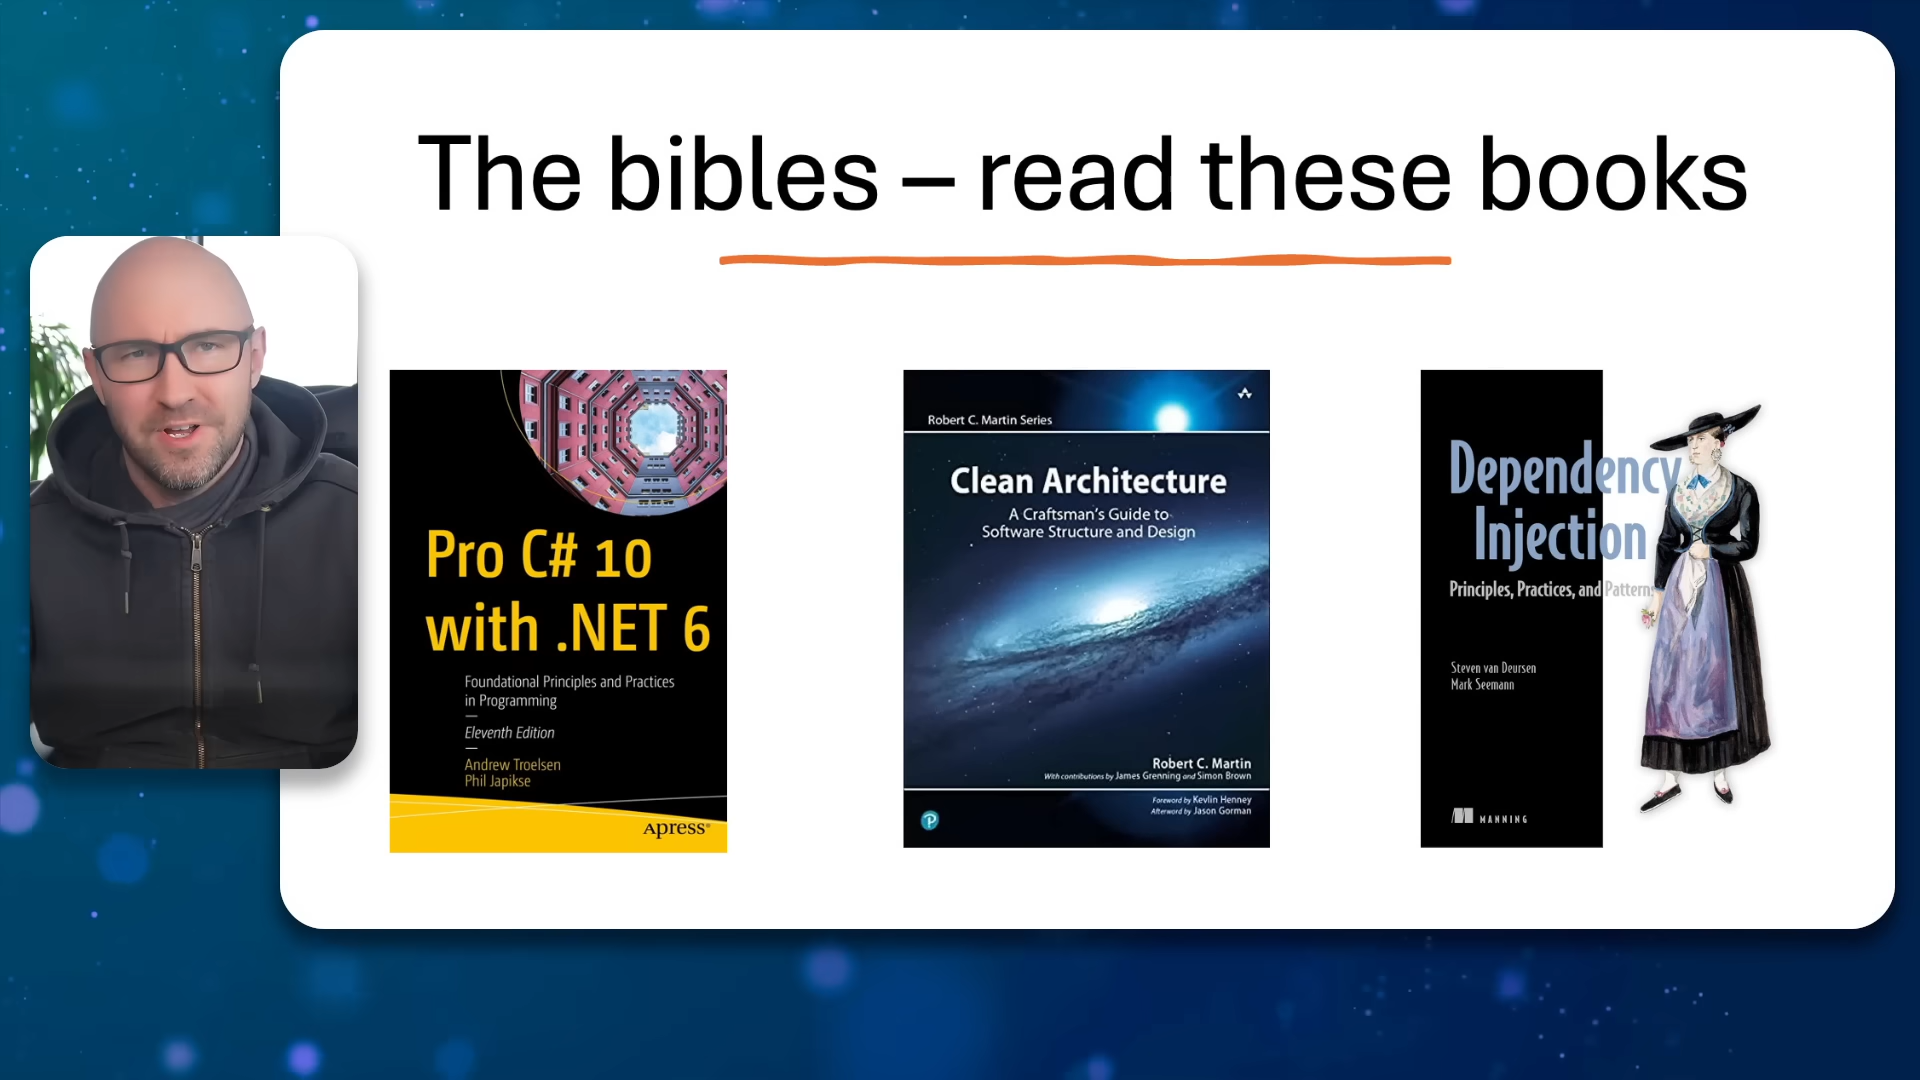 The bibles – read these books
Pro C# 10
with .NET 6
Foundational Principles and Practices
in Programming
—
Eleventh Edition
—
Andrew Troelsen
Phil Japikse
Apress®
Robert C. Martin Series
Clean Architecture
A Craftsman's Guide to
Software Structure and Design
Robert C. Martin
With contributions by James Grenning and Simon Brown
Foreword by Kevlin Henney
Afterword by Jason Gorman
Dependency
Injection
Principles, Practices, and Patterns
Steven van Deursen
Mark Seemann
MANNING